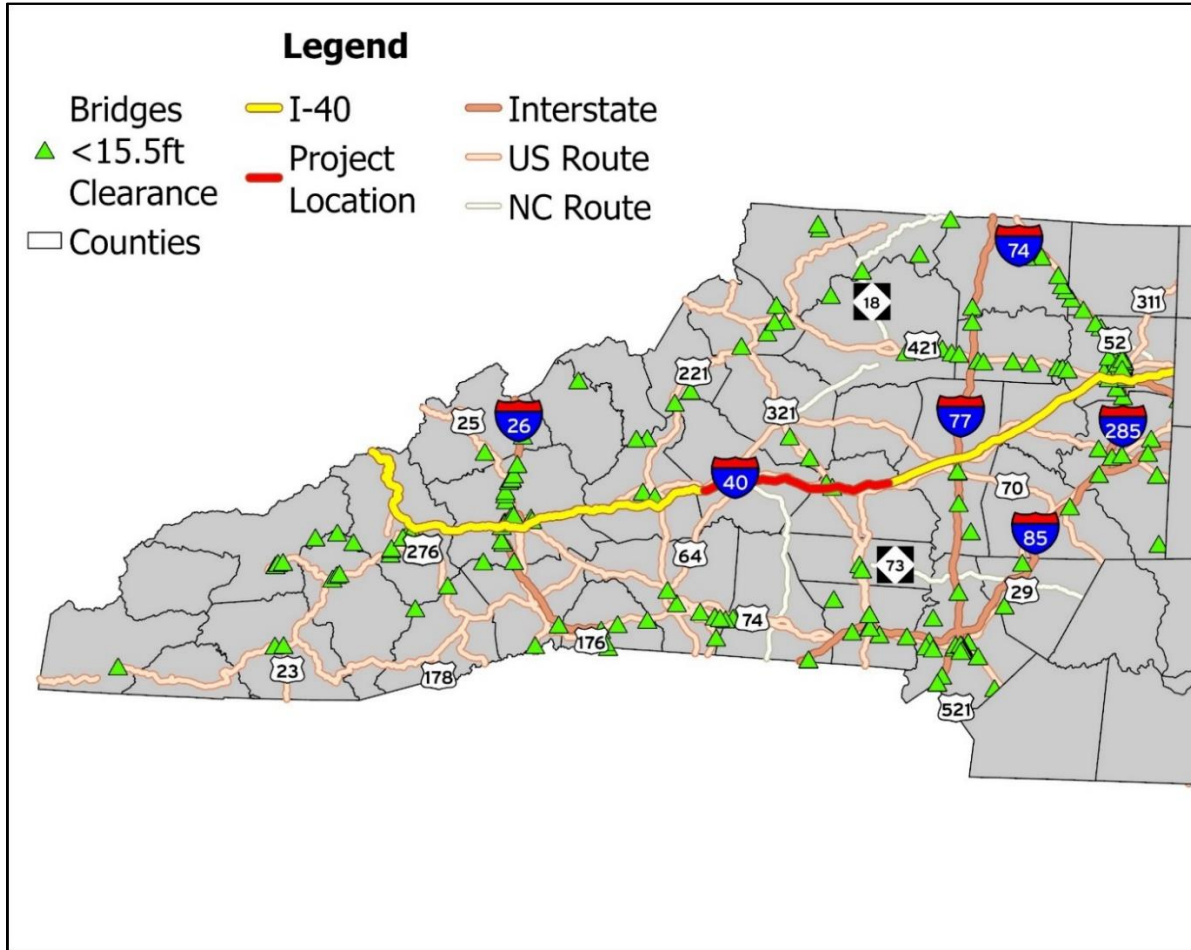 Legend
Bridges
<15.5ft
Clearance
Counties
I-40
Project
Location
Interstate
US Route
NC Route
74
18
311
52
421
221
321
25
26
77
285
40
70
276
85
64
73
29
74
176
23
178
521